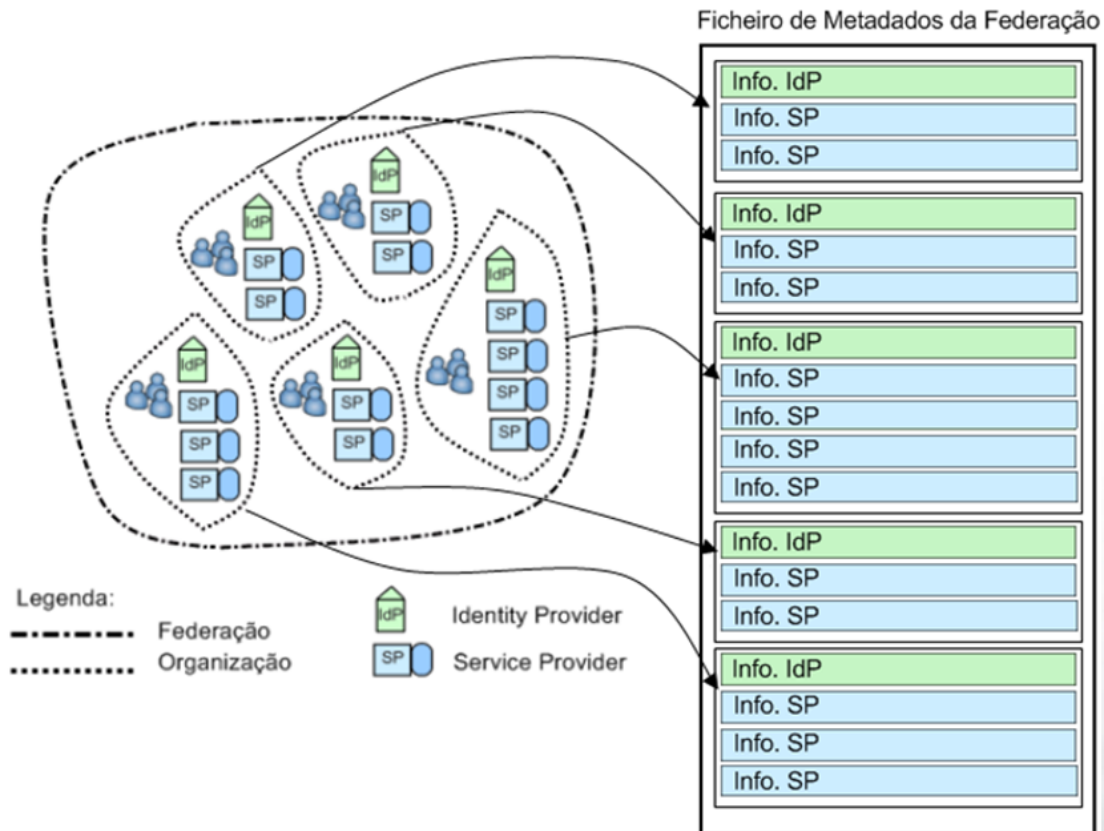 Ficheiro de Metadados da Federação
Info. IdP
Info. SP
Info. SP
Info. IdP
Info. SP
Info. SP
Info. IdP
Info. SP
Info. SP
Info. SP
Info. SP
Info. IdP
Info. SP
Info. SP
Info. IdP
Info. SP
Info. SP
Info. SP
IdP
SP
SP
IdP
SP
SP
IdP
SP
SP
SP
SP
IdP
SP
SP
SP
IdP
SP
SP
Legenda:
Federação
Organização
IdP
Identity Provider
SP
Service Provider